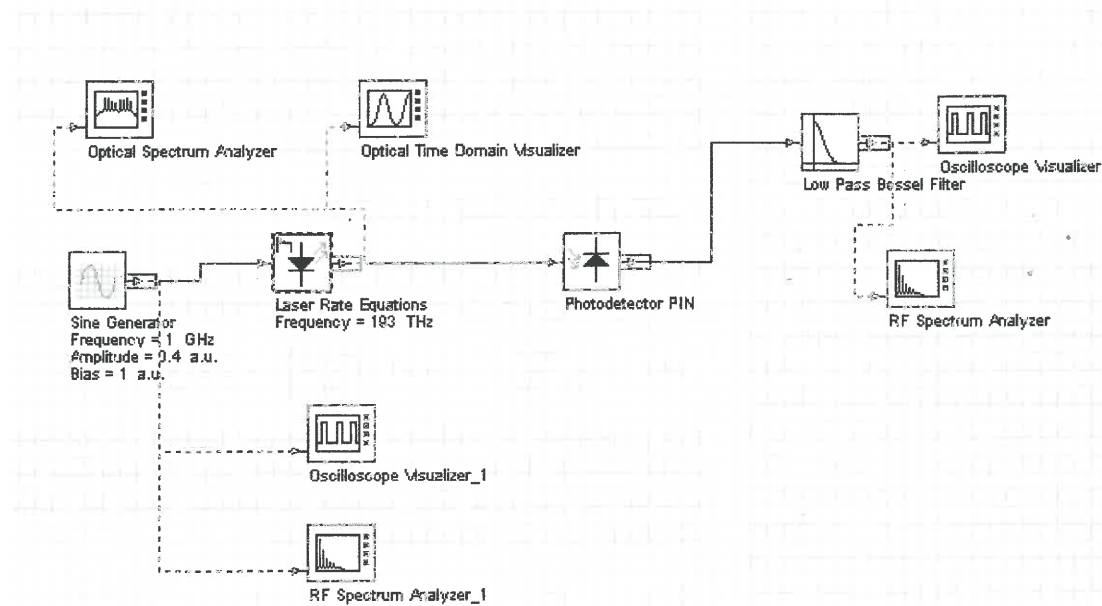 Optical Spectrum Analyzer
Optical Time Domain Visualizer
Oscilloscope Visualizer
Low Pass Bessel Filter
Laser Rate Equations
Frequency = 193 THz
Photodetector PIN
RF Spectrum Analyzer
Sine Generator
Frequency = 1 GHz
Amplitude = 0.4 a.u.
Bias = 1 a.u.
Oscilloscope Visualizer_1
RF Spectrum Analyzer_1